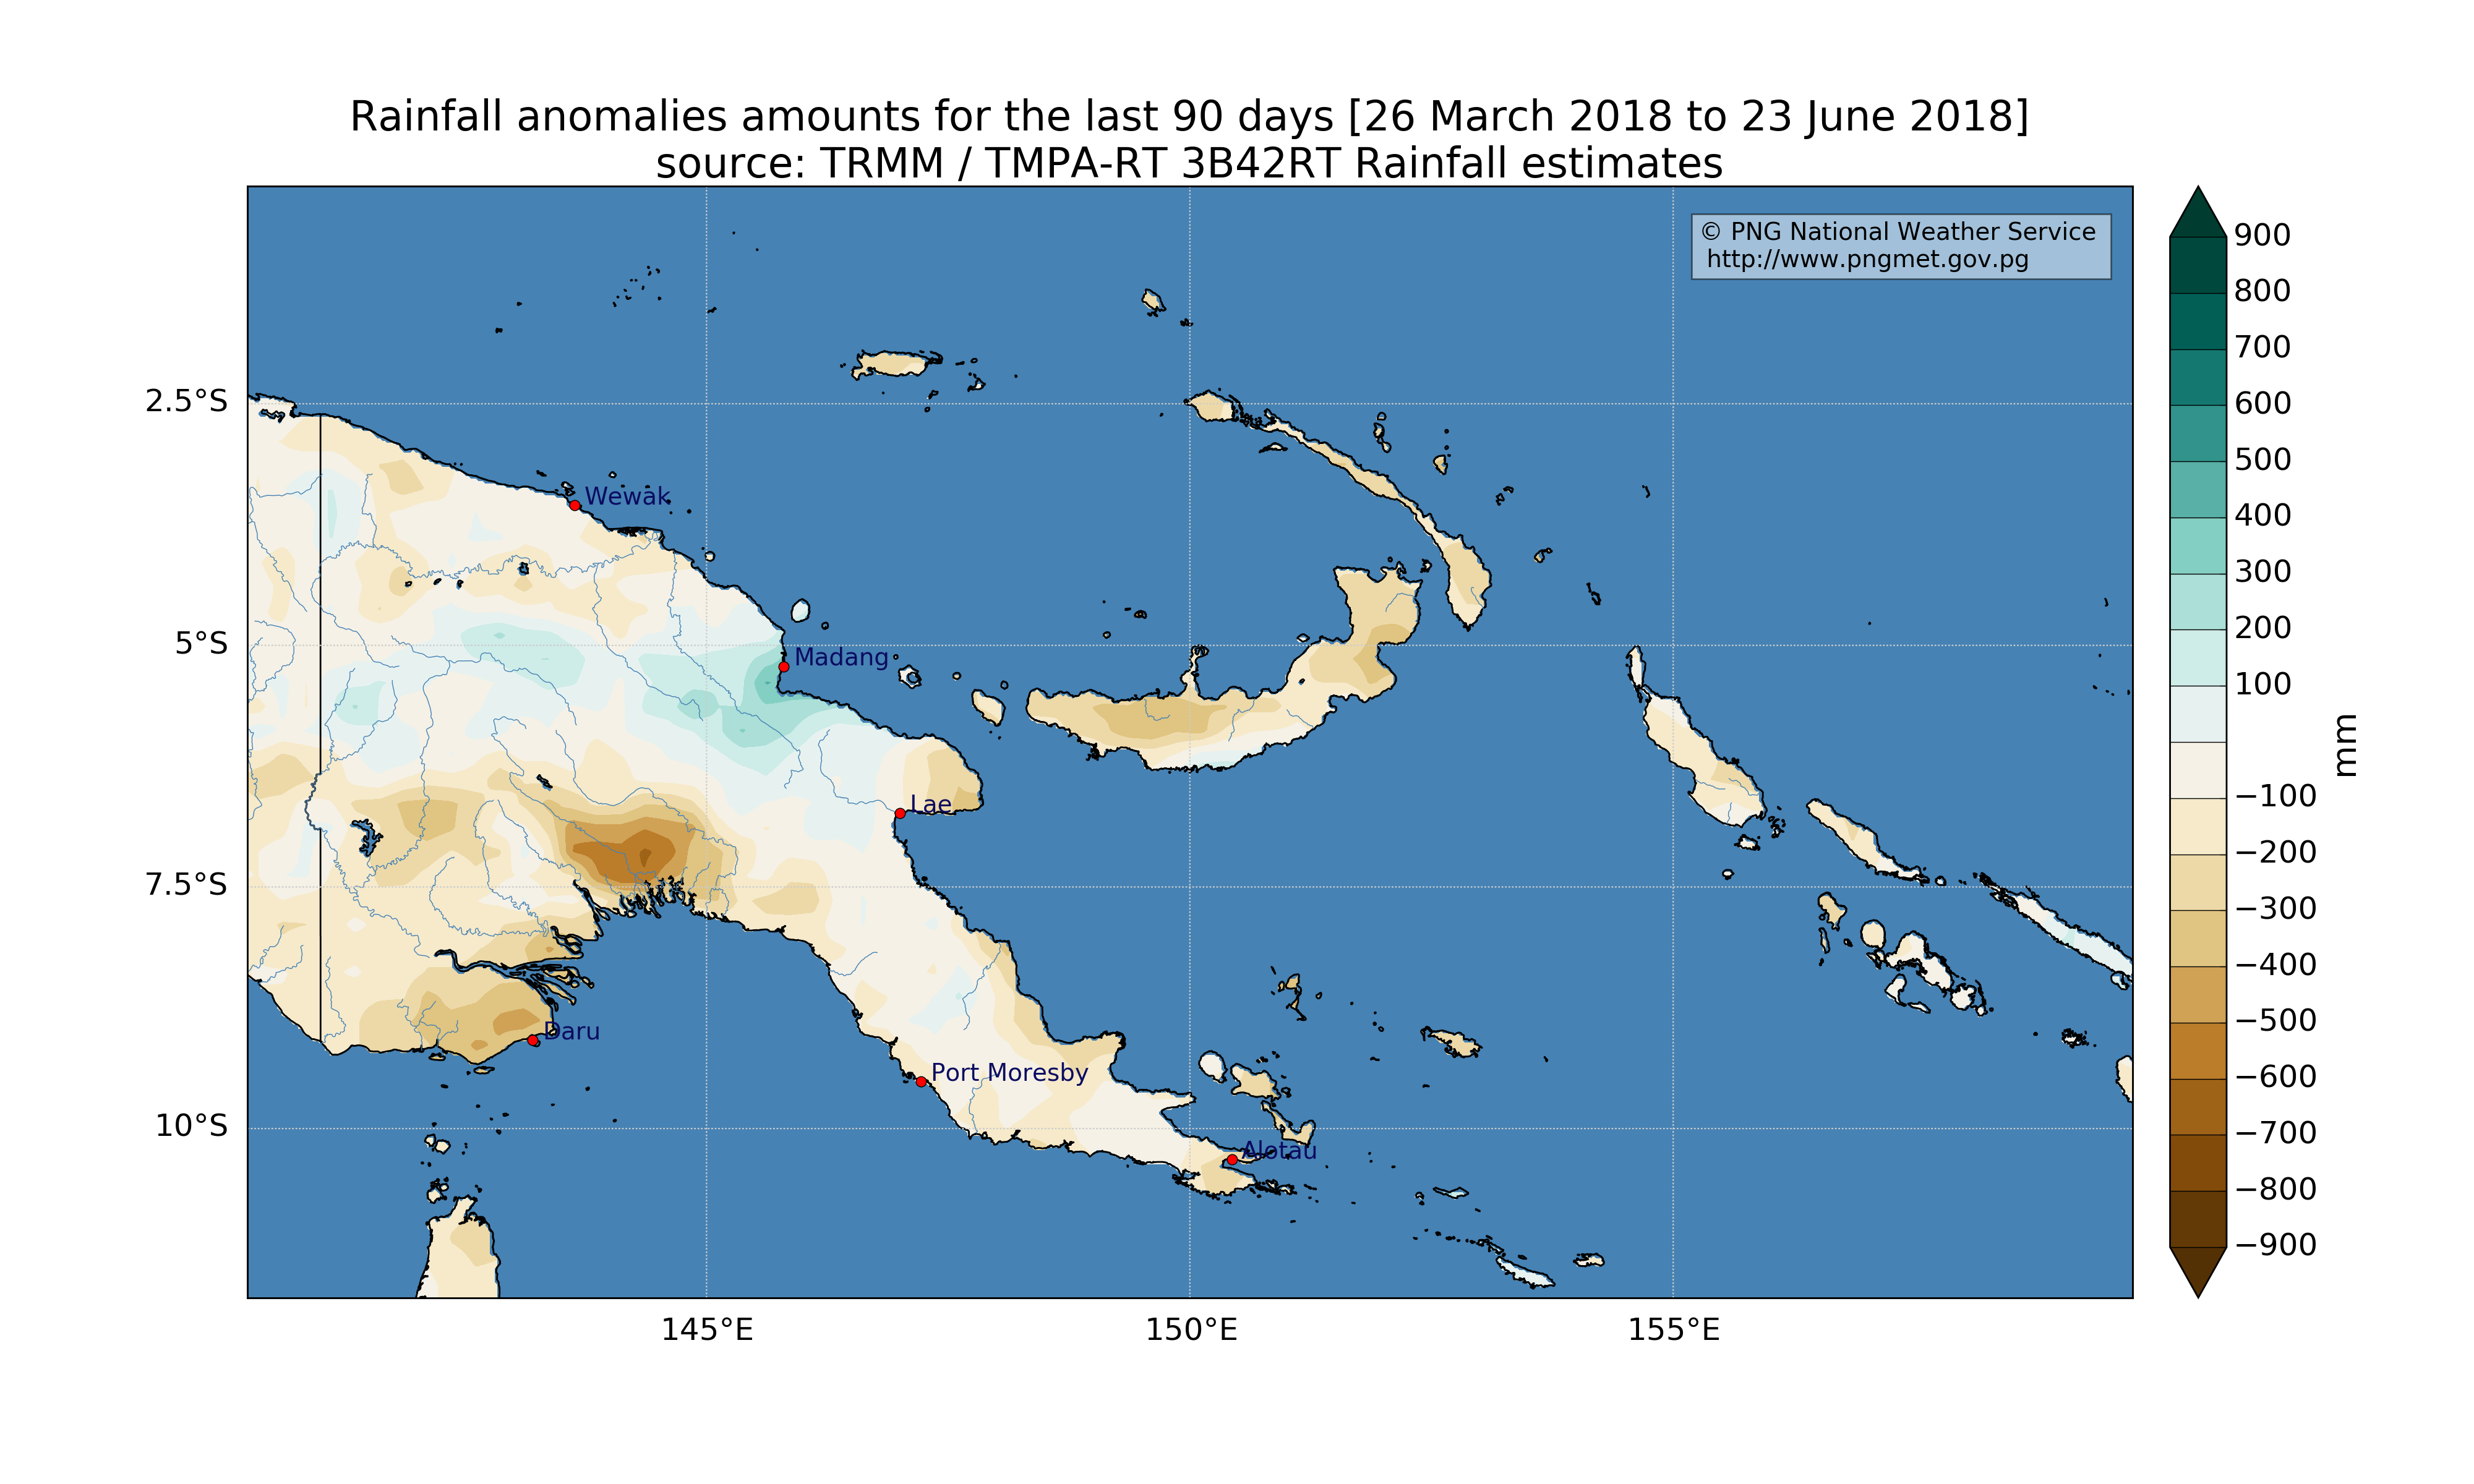 Rainfall anomalies amounts for the last 90 days [26 March 2018 to 23 June 2018]
source: TRMM / TMPA-RT 3B42RT Rainfall estimates
© PNG National Weather Service
http://www.pngmet.gov.pg
900
800
700
600
500
400
300
200
100
−100
−200
−300
−400
−500
−600
−700
−800
−900
mm
2.5°S
5°S
7.5°S
10°S
Wewak
Madang
Lae
Daru
Port Moresby
Alotau
145°E
150°E
155°E